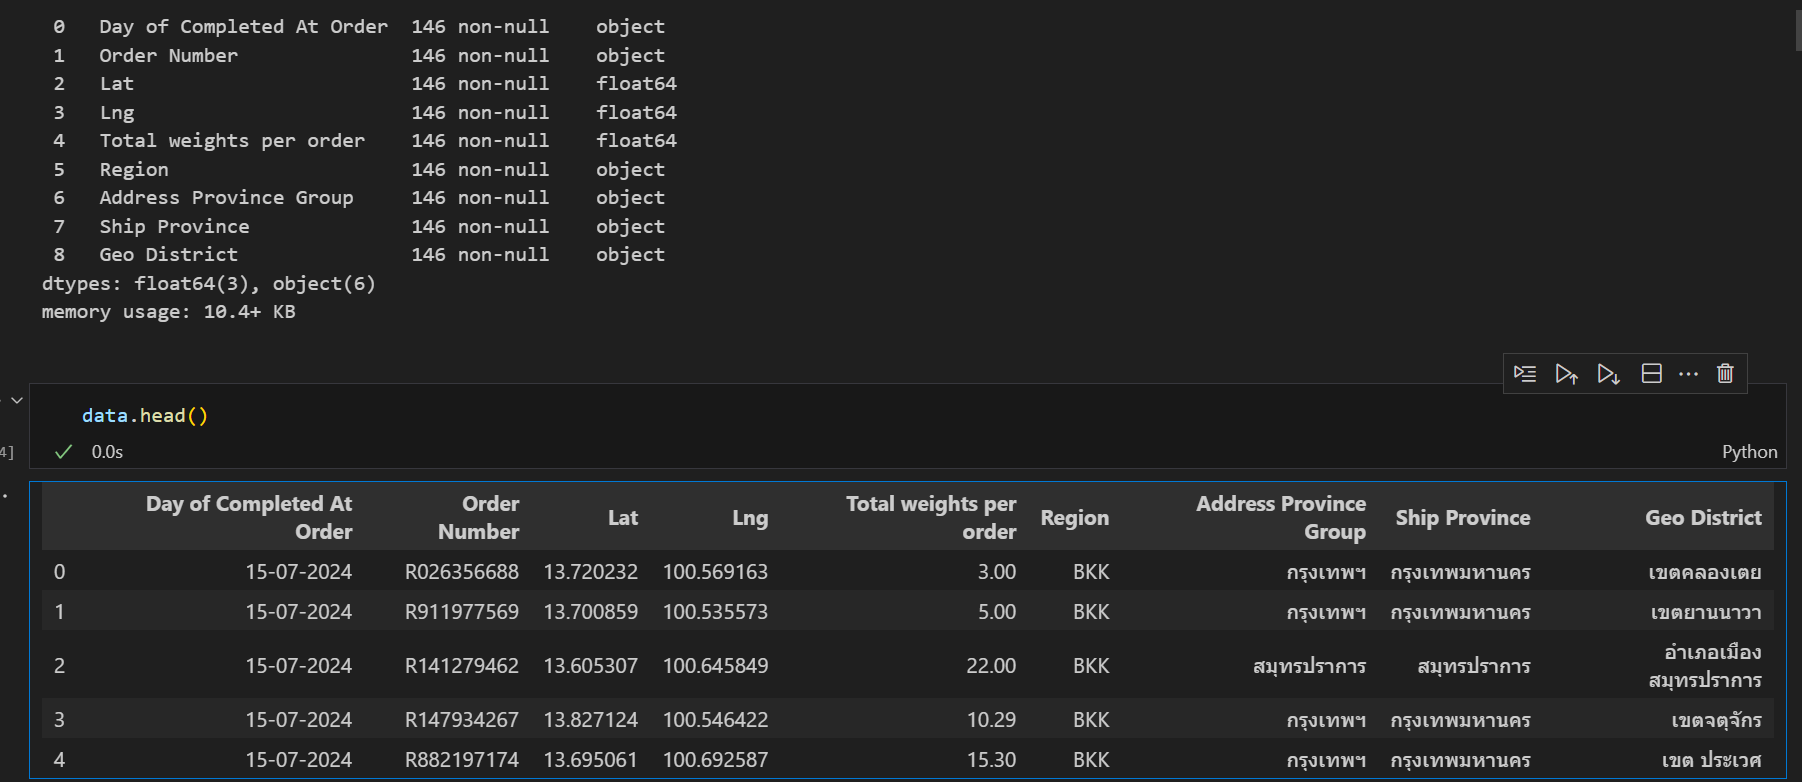 0 Day of Completed At Order 146 non-null object
1 Order Number 146 non-null object
2 Lat 146 non-null float64
3 Lng 146 non-null float64
4 Total weights per order 146 non-null float64
5 Region 146 non-null object
6 Address Province Group 146 non-null object
7 Ship Province 146 non-null object
8 Geo District 146 non-null object
dtypes: float64(3), object(6)
memory usage: 10.4+ KB
data.head()
4] 0.0s Python
Day of Completed At Order Order Number Lat Lng Total weights per order Region Address Province Group Ship Province Geo District
0 15-07-2024 R026356688 13.720232 100.569163 3.00 BKK กรุงเทพฯ กรุงเทพมหานคร เขตคลองเตย
1 15-07-2024 R911977569 13.700859 100.535573 5.00 BKK กรุงเทพฯ กรุงเทพมหานคร เขตยานนาวา
2 15-07-2024 R141279462 13.605307 100.645849 22.00 BKK สมุทรปราการ สมุทรปราการ อำเภอเมือง สมุทรปราการ
3 15-07-2024 R147934267 13.827124 100.546422 10.29 BKK กรุงเทพฯ กรุงเทพมหานคร เขตจตุจักร
4 15-07-2024 R882197174 13.695061 100.692587 15.30 BKK กรุงเทพฯ กรุงเทพมหานคร เขต ประเวศ